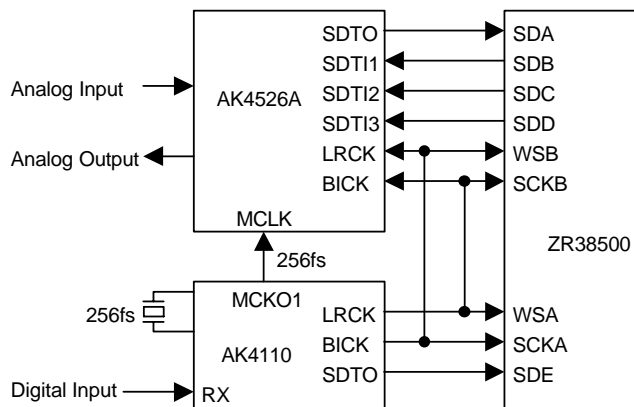 SDTO
SDA
SDTI1
SDB
Analog Input
AK4526A
SDTI2
SDC
SDTI3
SDD
Analog Output
LRCK
WSB
BICK
SCKB
MCLK
ZR38500
256fs
MCKO1
256fs
LRCK
WSA
AK4110
BICK
SCKA
Digital Input
RX
SDTO
SDE